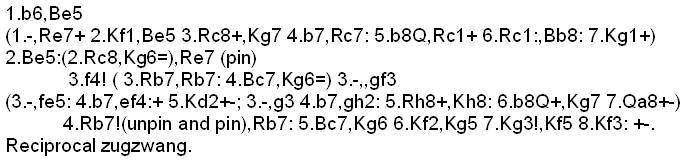 1.b6,Be5
(1.-,Re7+ 2.Kf1,Be5 3.Rc8+,Kg7 4.b7,Rc7: 5.b8Q,Rc1+ 6.Rc1:,Bb8: 7.Kg1+)
2.Be5:(2.Rc8,Kg6=),Re7 (pin)
3.f4! ( 3.Rb7,Rb7: 4.Bc7,Kg6=) 3.-,,gf3
(3.-,fe5: 4.b7,ef4:+ 5.Kd2+-; 3.-,g3 4.b7,gh2: 5.Rh8+,Kh8: 6.b8Q+,Kg7 7.Qa8+-)
4.Rb7!(unpin and pin),Rb7: 5.Bc7,Kg6 6.Kf2,Kg5 7.Kg3!,Kf5 8.Kf3: +-.
Reciprocal zugzwang.